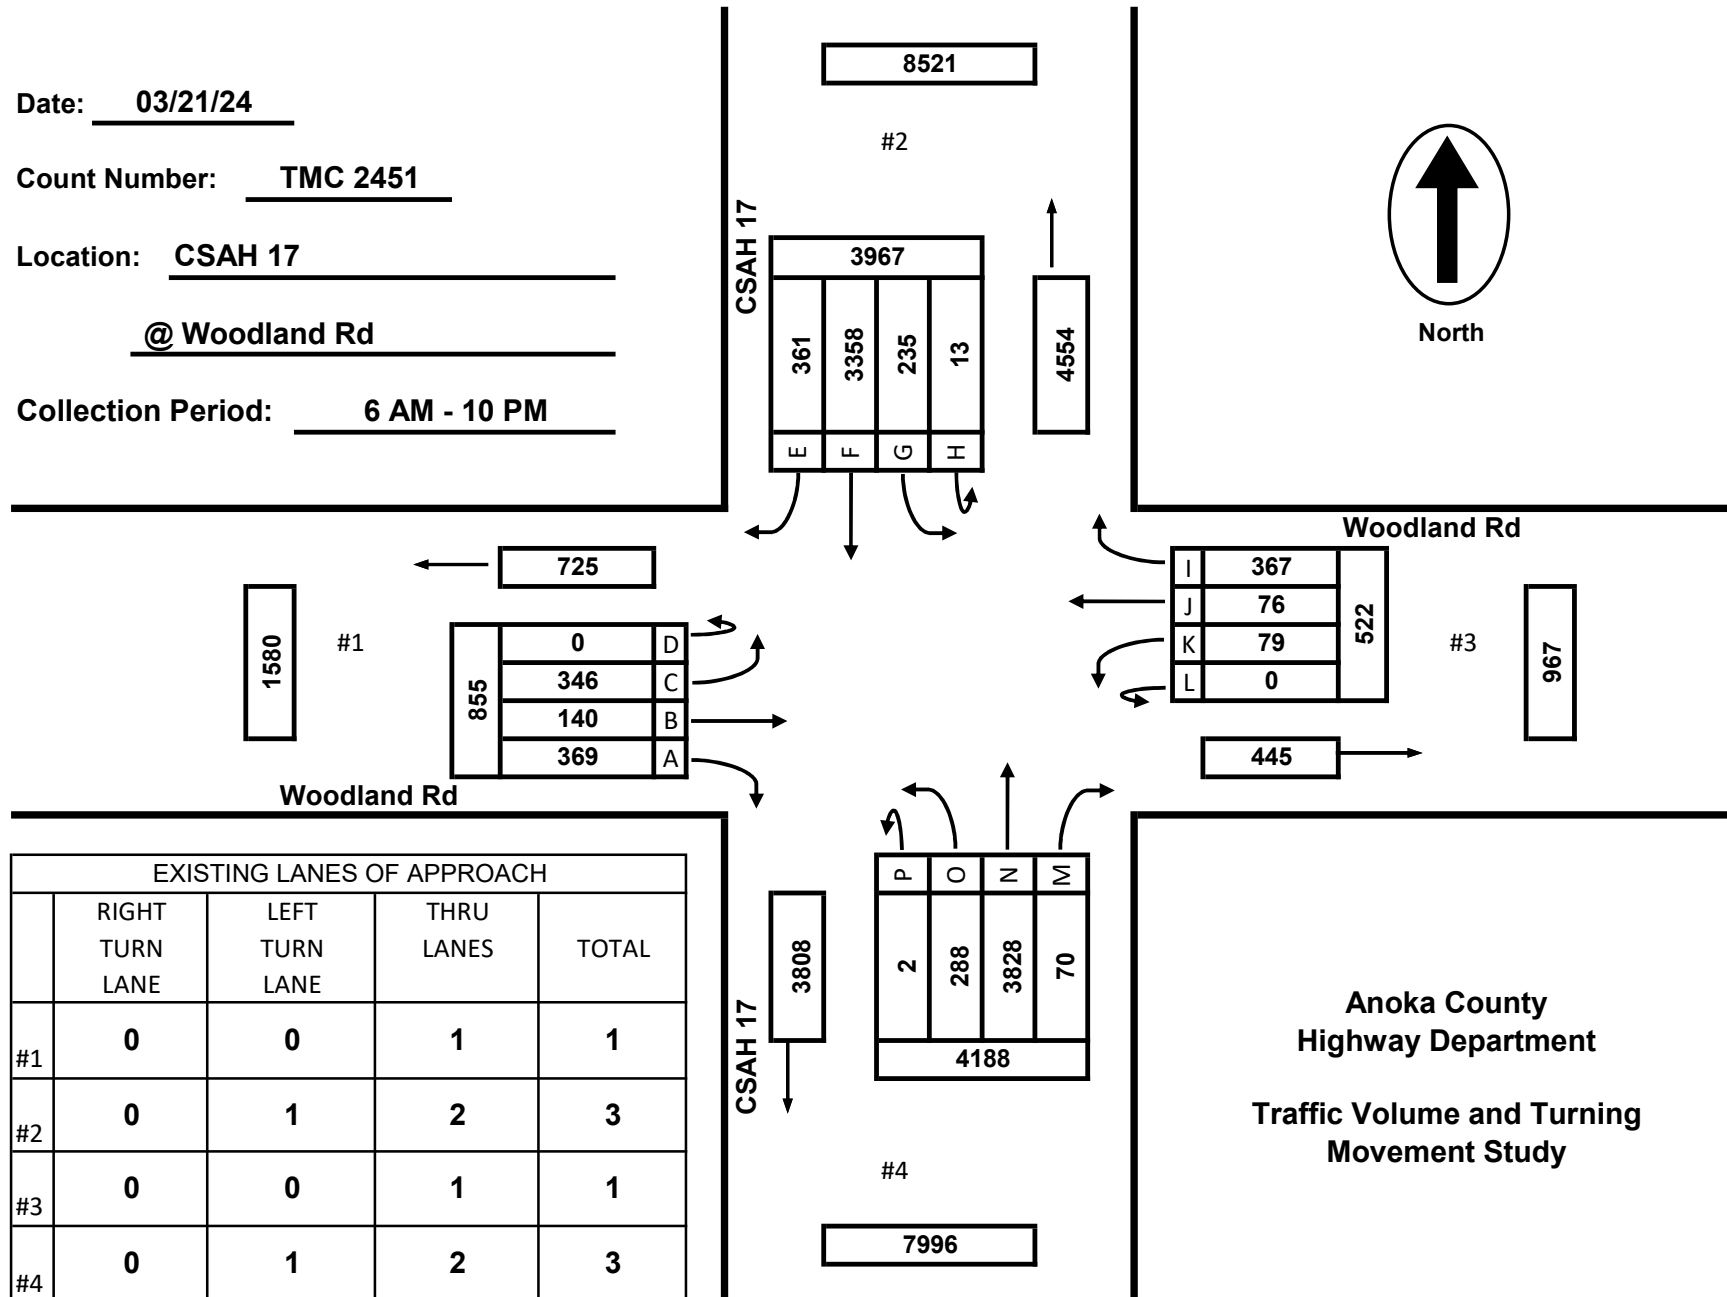 Date: 03/21/24
Count Number: TMC 2451
Location: CSAH 17
@ Woodland Rd
Collection Period: 6 AM - 10 PM
8521
#2
CSAH 17
3967
361 3358 235 13
E F G H
4554
North
Woodland Rd
725
1580
#1
855
0 D
346 C
140 B
369 A
Woodland Rd
I 367
J 76
K 79
L 0
522
#3
967
445
P O N M
2 288 3828 70
4188
3808
CSAH 17
#4
7996
EXISTING LANES OF APPROACH
RIGHT LEFT THRU
TURN TURN LANES TOTAL
LANE LANE
#1 0 0 1 1
#2 0 1 2 3
#3 0 0 1 1
#4 0 1 2 3
Anoka County
Highway Department
Traffic Volume and Turning
Movement Study